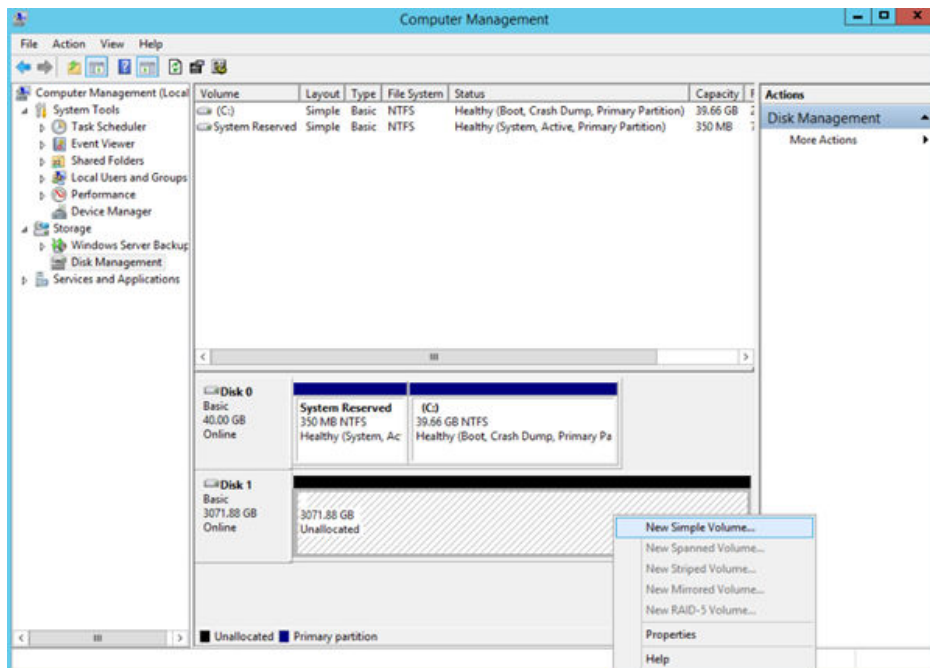 Computer Management
File Action View Help
Computer Management (Local
System Tools
Task Scheduler
Event Viewer
Shared Folders
Local Users and Groups
Performance
Device Manager
Storage
Windows Server Backup
Disk Management
Services and Applications
Volume Layout Type File System Status Capacity F
(C:) Simple Basic NTFS Healthy (Boot, Crash Dump, Primary Partition) 39.66 GB
System Reserved Simple Basic NTFS Healthy (System, Active, Primary Partition) 350 MB
Actions
Disk Management
More Actions
Disk 0
Basic
40.00 GB
Online
System Reserved
350 MB NTFS
Healthy (System, Ac
(C:)
39.66 GB NTFS
Healthy (Boot, Crash Dump, Primary Pa
Disk 1
Basic
3071.88 GB
Online
3071.88 GB
Unallocated
New Simple Volume...
New Spanned Volume...
New Striped Volume...
New Mirrored Volume...
New RAID-5 Volume...
Properties
Help
Unallocated Primary partition